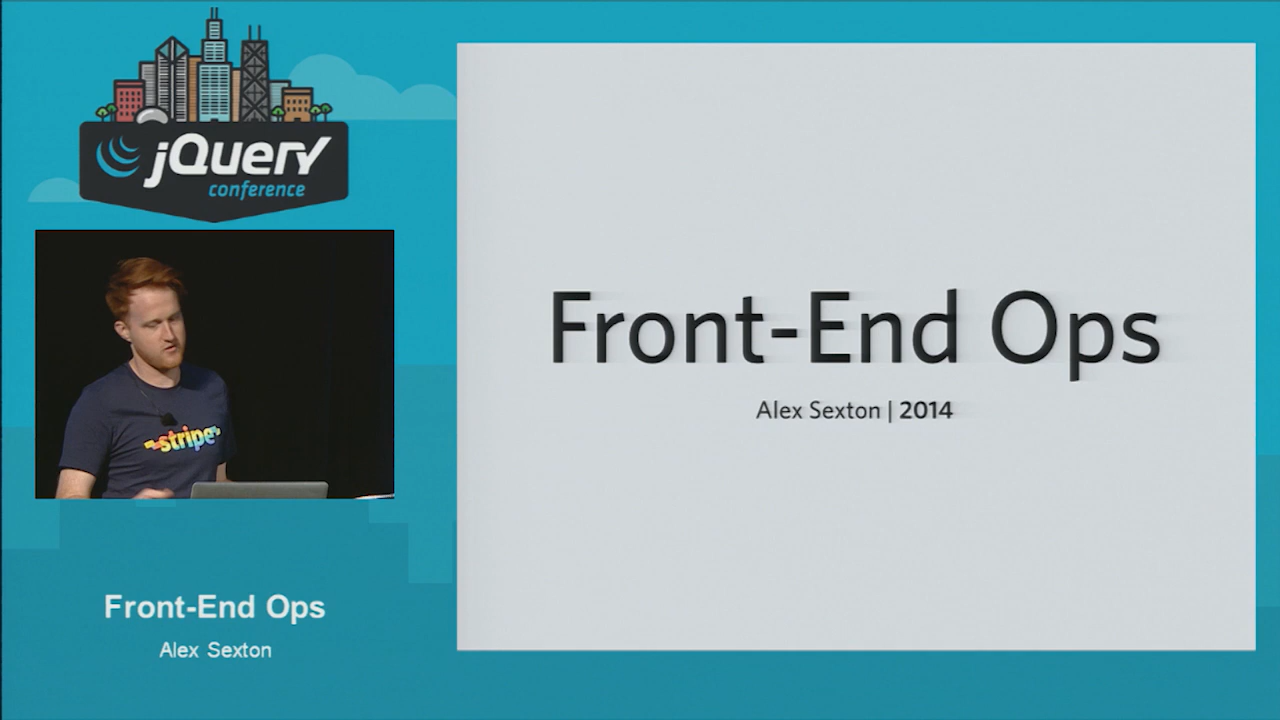 jQuery
conference
stripe
Front-End Ops
Alex Sexton
Front-End Ops
Alex Sexton | 2014